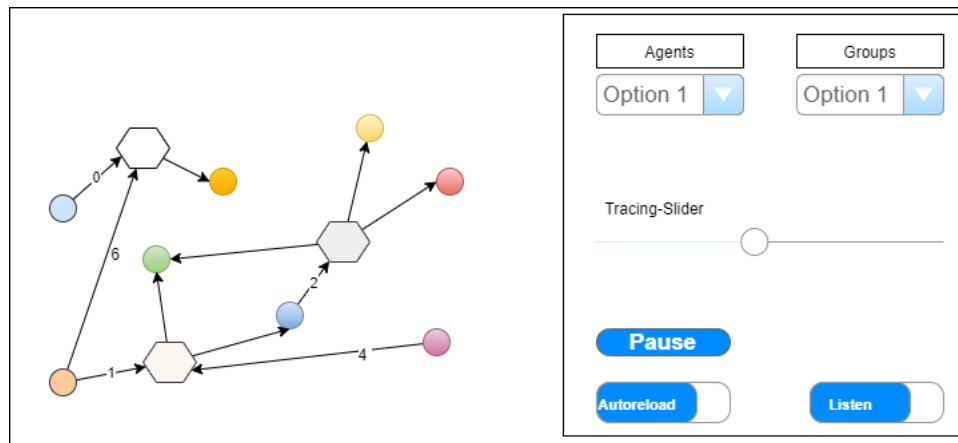 Agents
Groups
Option 1
Option 1
0
6
2
1
4
Tracing-Slider
Pause
Autoreload
Listen